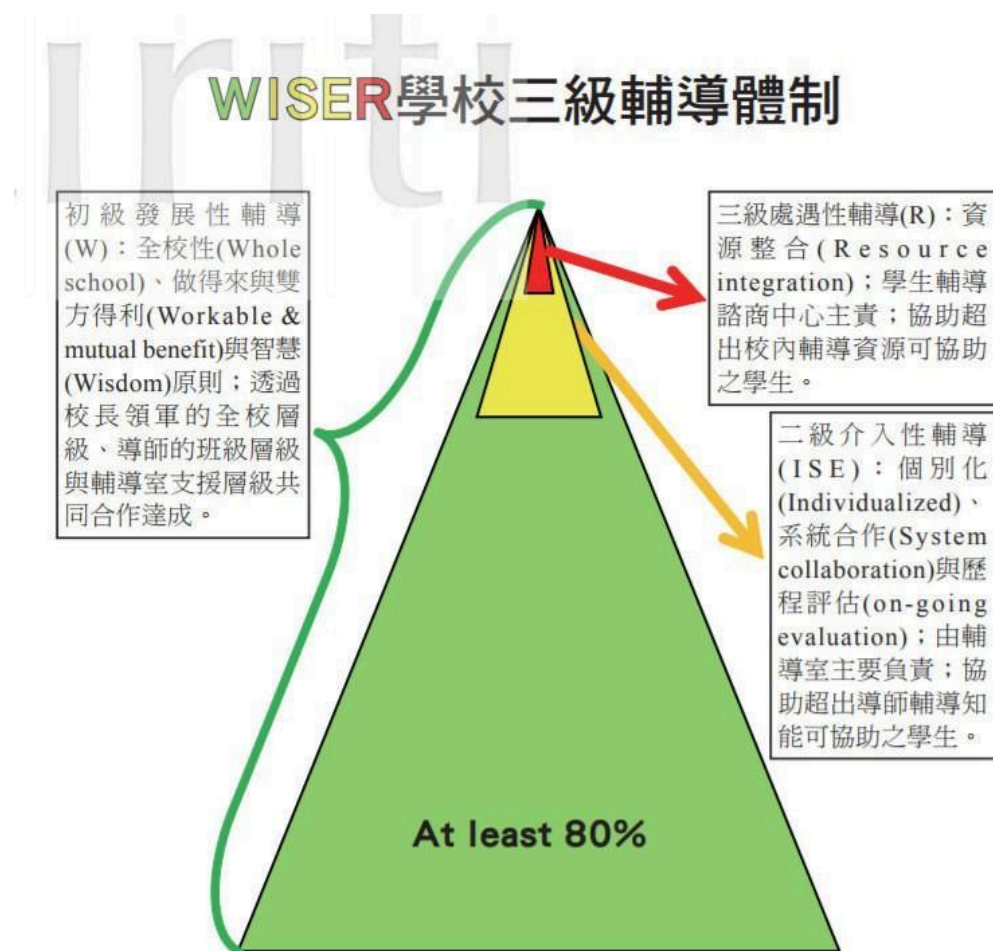 airiti
WISER學校三級輔導體制
初級發展性輔導
(W)：全校性(Whole
school)、做得來與雙
方得利(Workable &
mutual benefit)與智慧
(Wisdom)原則；透過
校長領軍的全校層
級、導師的班級層級
與輔導室支援層級共
同合作達成。
三級處遇性輔導(R)：資
源整合(Resource
integration)；學生輔導
諮商中心主責；協助超
出校內輔導資源可協助
之學生。
二級介入性輔導
(ISE)：個別化
(Individualized)、
系統合作(System
collaboration)與歷
程評估(on-going
evaluation)；由輔
導室主要負責；協
助超出導師輔導知
能可協助之學生。
At least 80%